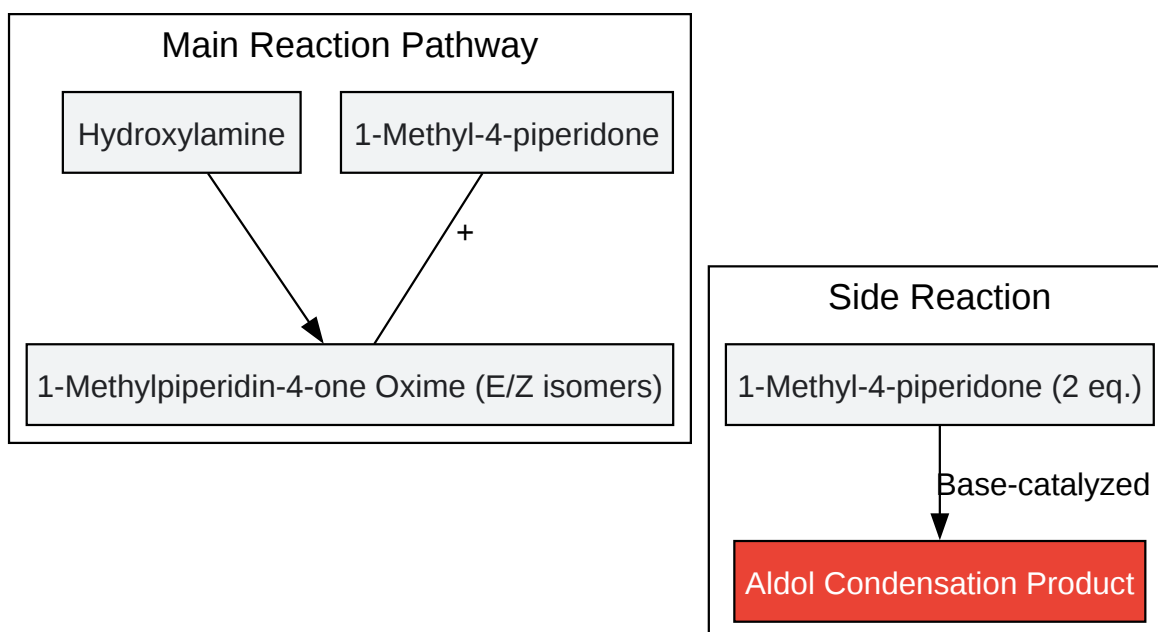 Main Reaction Pathway
Hydroxylamine
1-Methyl-4-piperidone
+
1-Methylpiperidin-4-one Oxime (E/Z isomers)
Side Reaction
1-Methyl-4-piperidone (2 eq.)
Base-catalyzed
Aldol Condensation Product